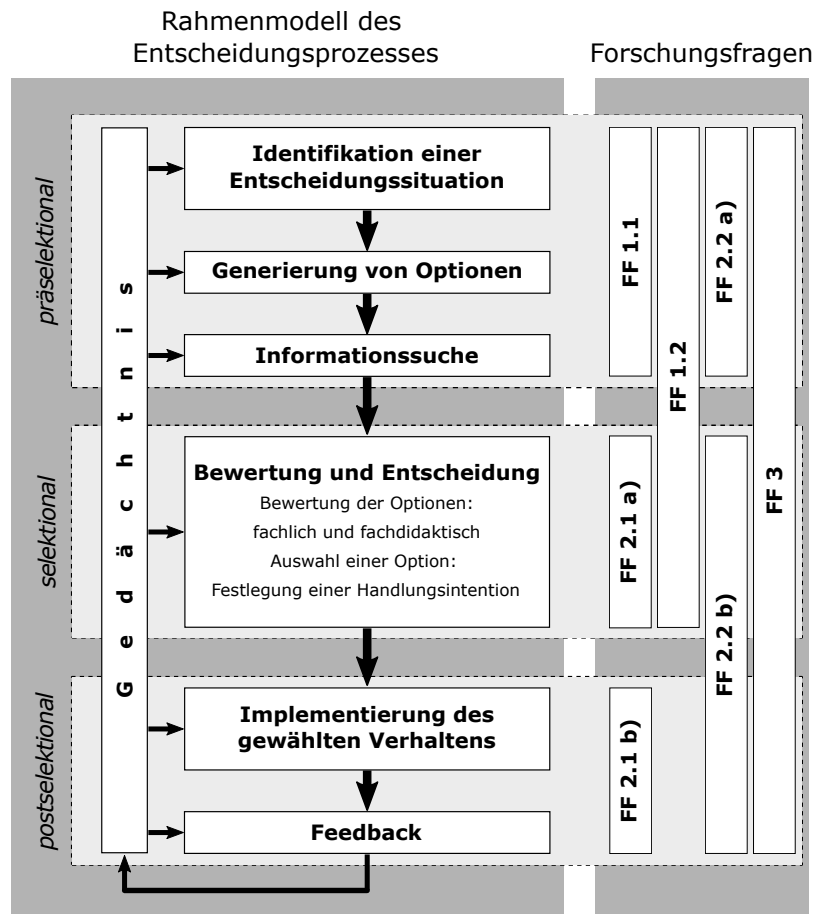 Rahmenmodell des
Entscheidungsprozesses
Forschungsfragen
präselektional
selektional
postselektional
Gedächtnis
Identifikation einer
Entscheidungssituation
Generierung von Optionen
Informationssuche
Bewertung und Entscheidung
Bewertung der Optionen:
fachlich und fachdidaktisch
Auswahl einer Option:
Festlegung einer Handlungsintention
Implementierung des
gewählten Verhaltens
Feedback
FF 1.1
FF 1.2
FF 2.2 a)
FF 3
FF 2.1 a)
FF 2.2 b)
FF 2.1 b)